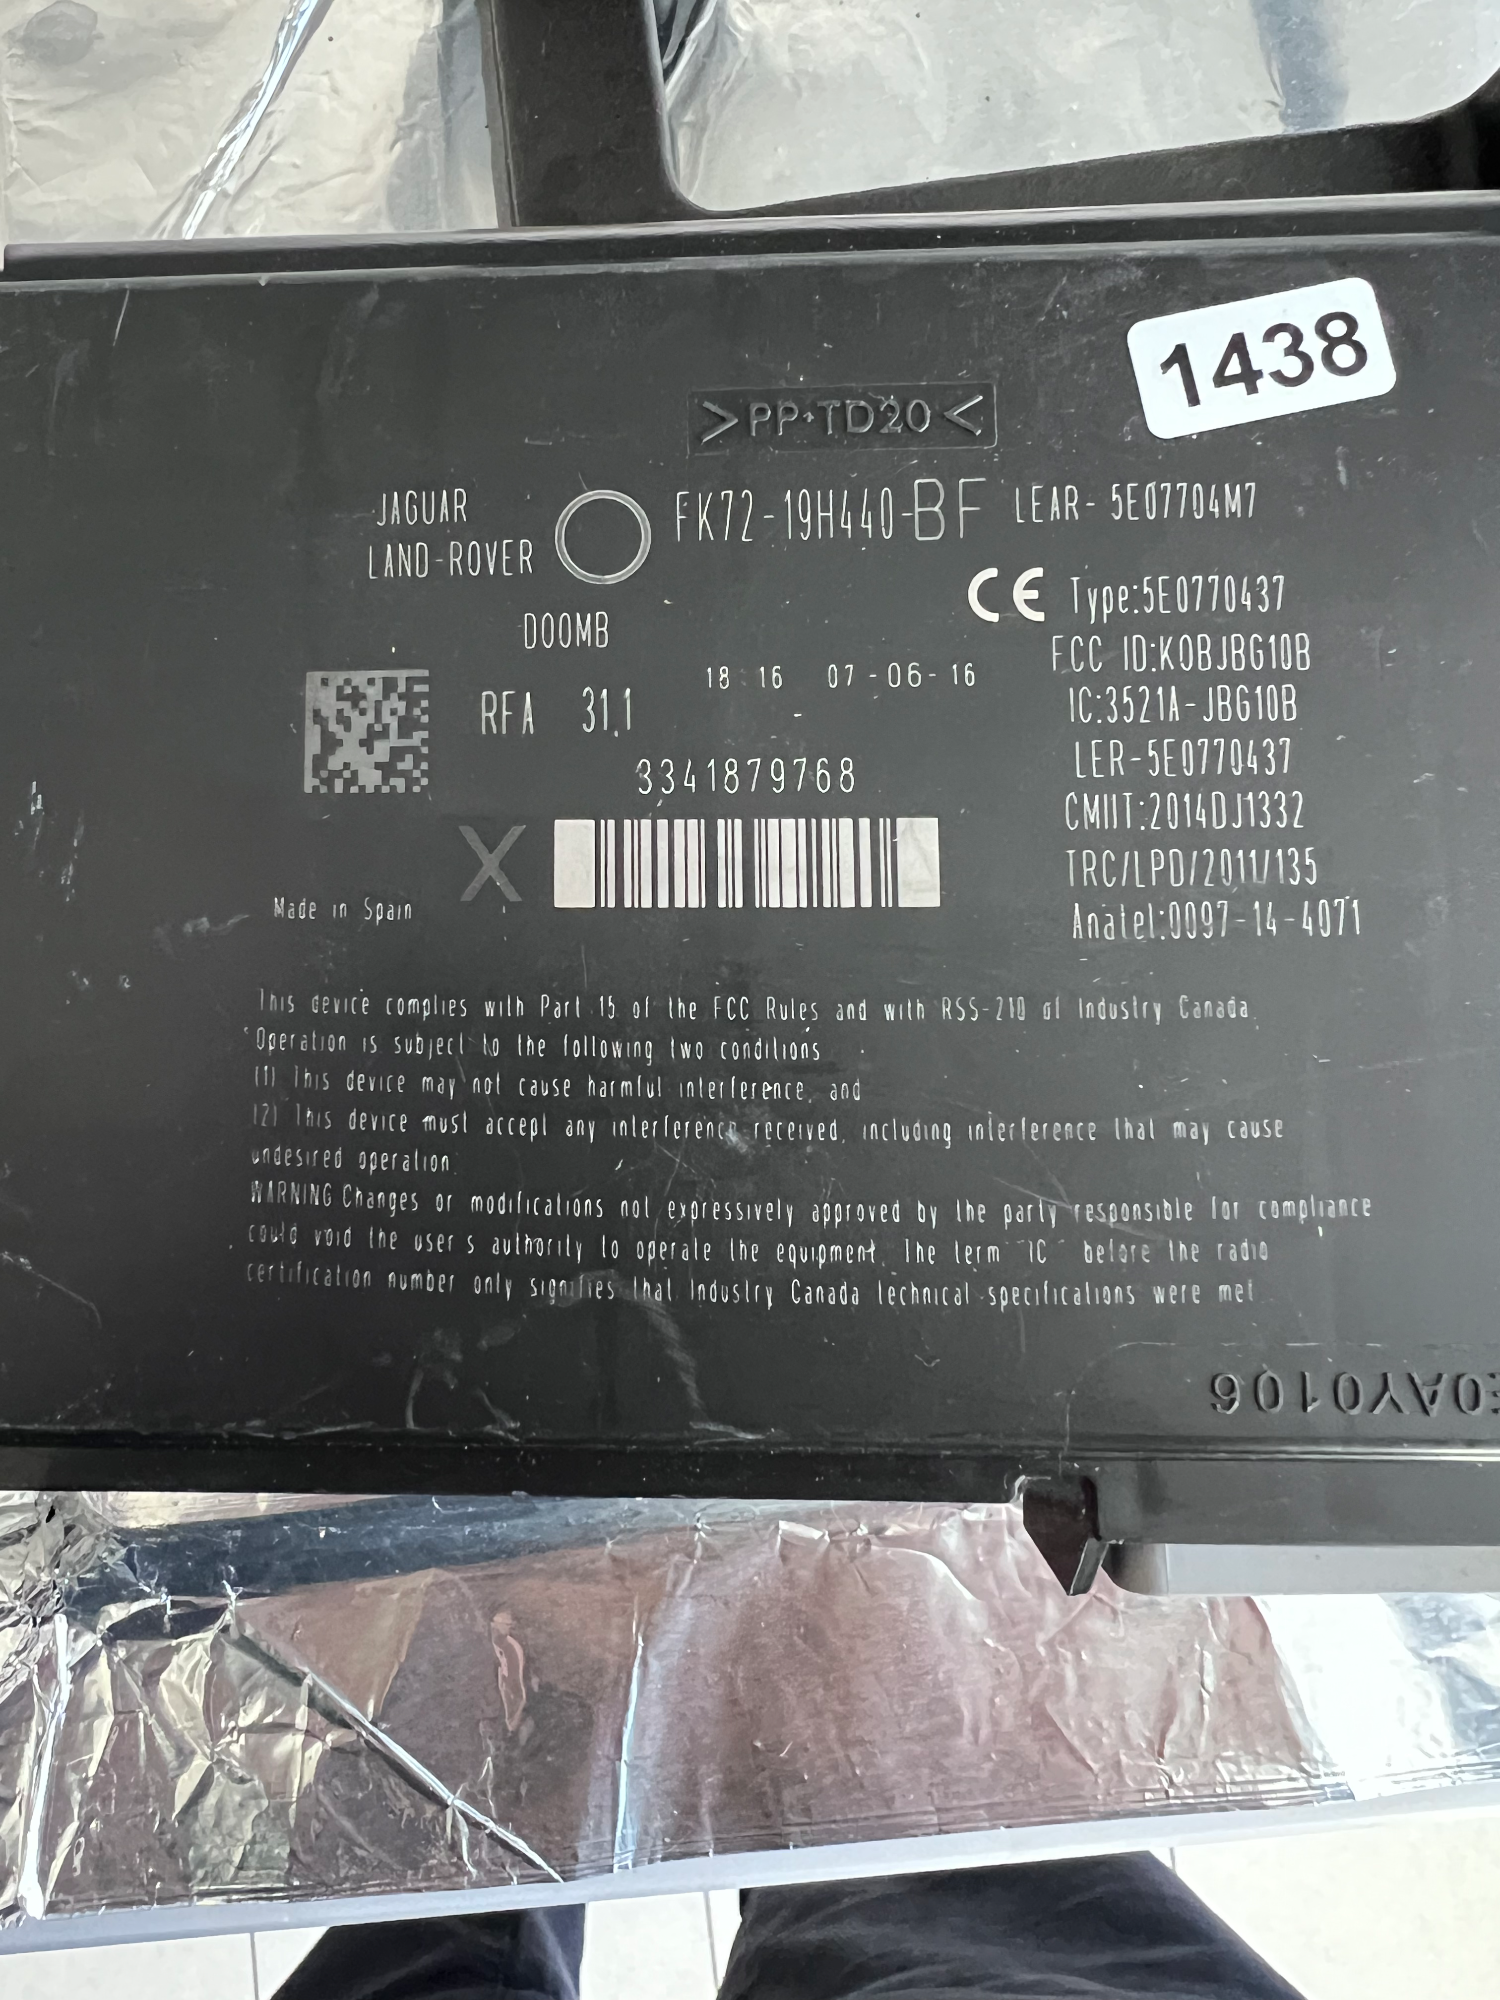 1438
>PP+TD20<
JAGUAR
LAND-ROVER
FK72-19H440-BF
LEAR- 5E07704M7
CE Type:5E0770437
D00MB
FCC ID:K0BJBG10B
18:16 07-06-16
RFA 31.1
IC:3521A-JBG10B
LER-5E0770437
3341879768
CMIIT:2014DJ1332
X
TRC/LPD/2011/135
Made in Spain
Anatel:0097-14-4071
This device complies with Part 15 of the FCC Rules and with RSS-210 of Industry Canada.
Operation is subject to the following two conditions
(1) This device may not cause harmful interference, and
(2) This device must accept any interference received, including interference that may cause
undesired operation.
WARNING Changes or modifications not expressively approved by the party responsible for compliance
could void the user s authority to operate the equipment. The term "IC" before the radio
certification number only signifies that Industry Canada technical specifications were met